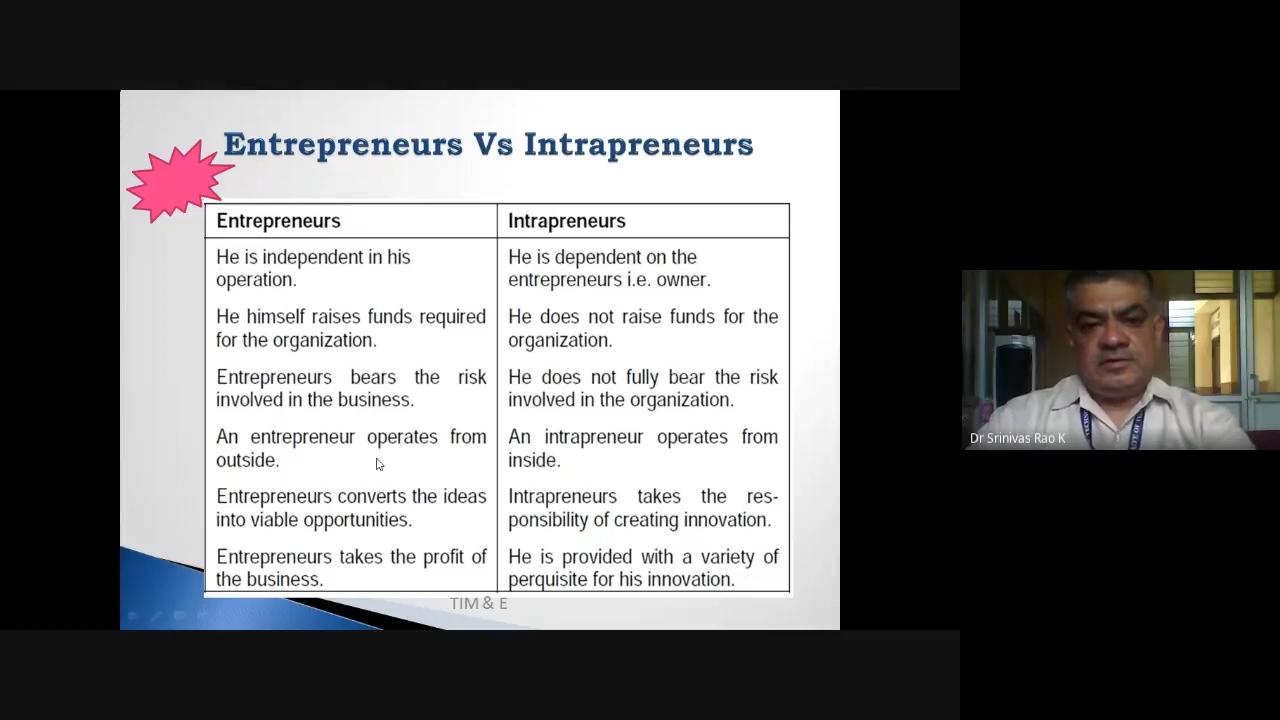 Entrepreneurs Vs Intrapreneurs
Entrepreneurs
Intrapreneurs
He is independent in his
operation.
He is dependent on the
entrepreneurs i.e. owner.
He himself raises funds required
for the organization.
He does not raise funds for the
organization.
Entrepreneurs bears the risk
involved in the business.
He does not fully bear the risk
involved in the organization.
An entrepreneur operates from
outside.
An intrapreneur operates from
inside.
Entrepreneurs converts the ideas
into viable opportunities.
Intrapreneurs takes the res-
ponsibility of creating innovation.
Entrepreneurs takes the profit of
the business.
He is provided with a variety of
perquisite for his innovation.
TIM & E
Dr Srinivas Rao K